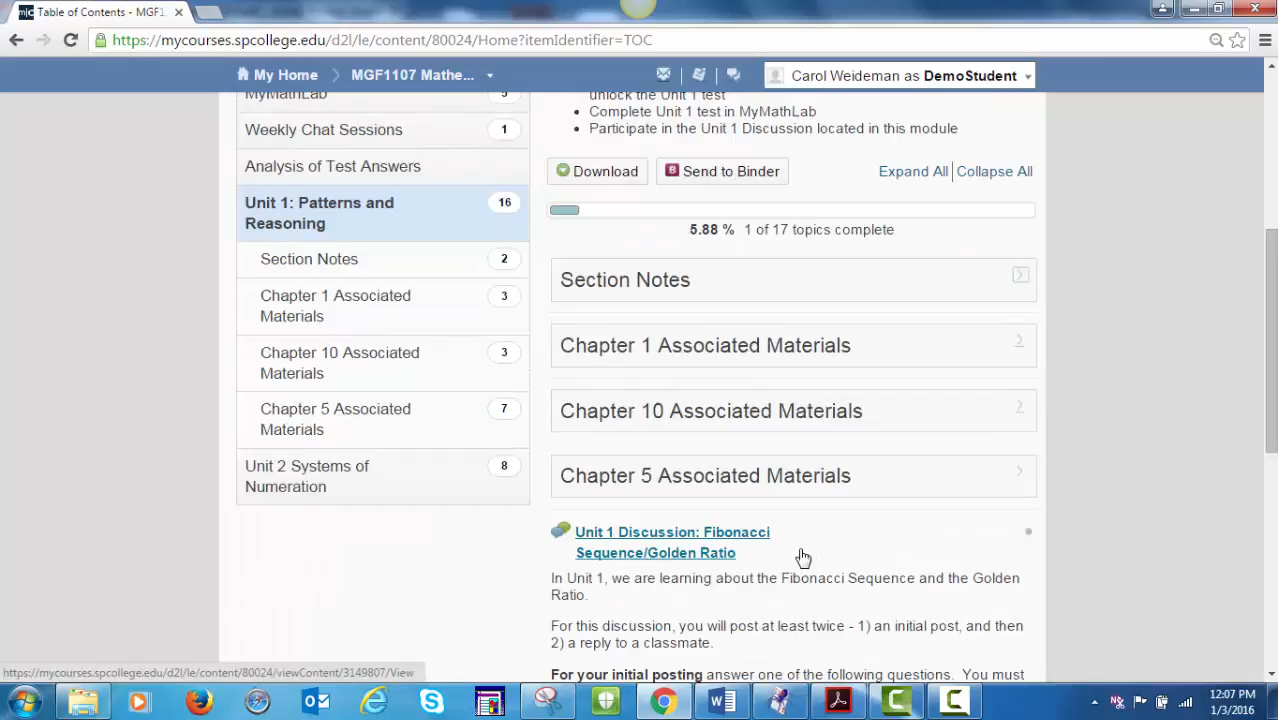 Table of Contents - MGF1
https://mycourses.spcollege.edu/d2l/le/content/80024/Home?itemIdentifier=TOC
My Home
MGF1107 Mathe...
Carol Weideman as DemoStudent
MyMathLab
5
Weekly Chat Sessions
1
Analysis of Test Answers
Unit 1: Patterns and
Reasoning
16
Section Notes
2
Chapter 1 Associated
Materials
3
Chapter 10 Associated
Materials
3
Chapter 5 Associated
Materials
7
Unit 2 Systems of
Numeration
8
unlock the Unit 1 test
Complete Unit 1 test in MyMathLab
Participate in the Unit 1 Discussion located in this module
Download
Send to Binder
Expand All
Collapse All
5.88 % 1 of 17 topics complete
Section Notes
Chapter 1 Associated Materials
Chapter 10 Associated Materials
Chapter 5 Associated Materials
Unit 1 Discussion: Fibonacci
Sequence/Golden Ratio
In Unit 1, we are learning about the Fibonacci Sequence and the Golden
Ratio.
For this discussion, you will post at least twice - 1) an initial post, and then
2) a reply to a classmate.
For your initial posting answer one of the following questions. You must
https://mycourses.spcollege.edu/d2l/le/content/80024/viewContent/3149807/View
12:07 PM
1/3/2016